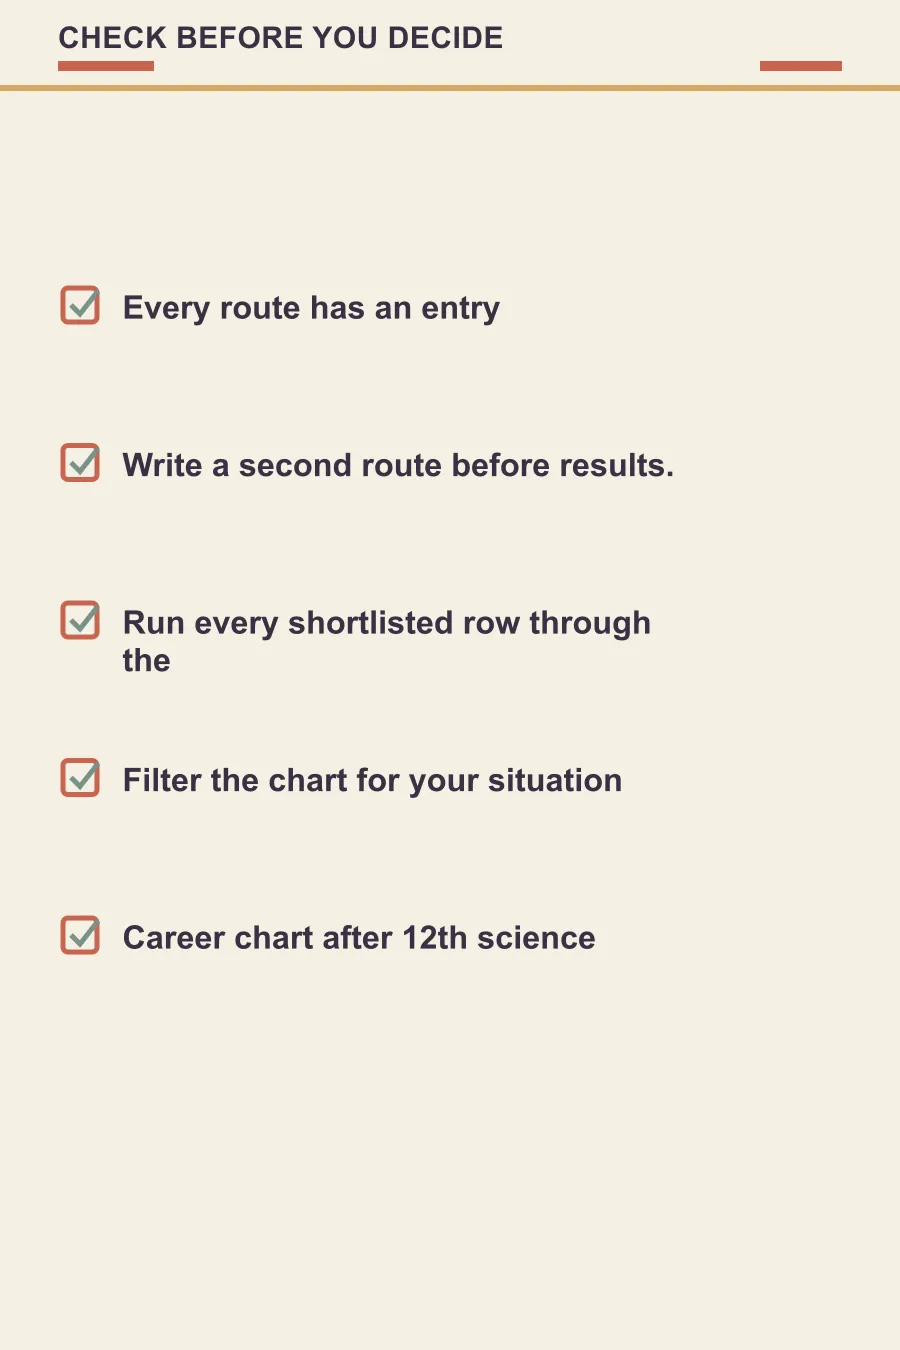 CHECK BEFORE YOU DECIDE
Every route has an entry
Write a second route before results.
Run every shortlisted row through
the
Filter the chart for your situation
Career chart after 12th science